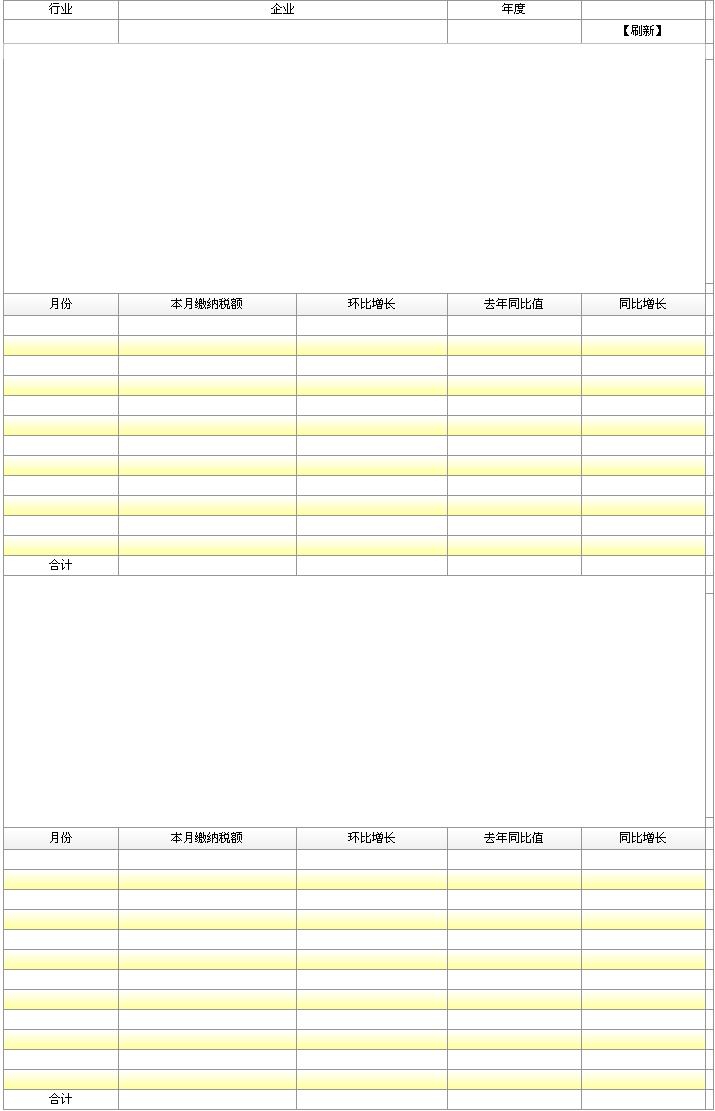 行业 企业 年度
【刷新】
月份 本月缴纳税额 环比增长 去年同比值 同比增长
合计
月份 本月缴纳税额 环比增长 去年同比值 同比增长
合计